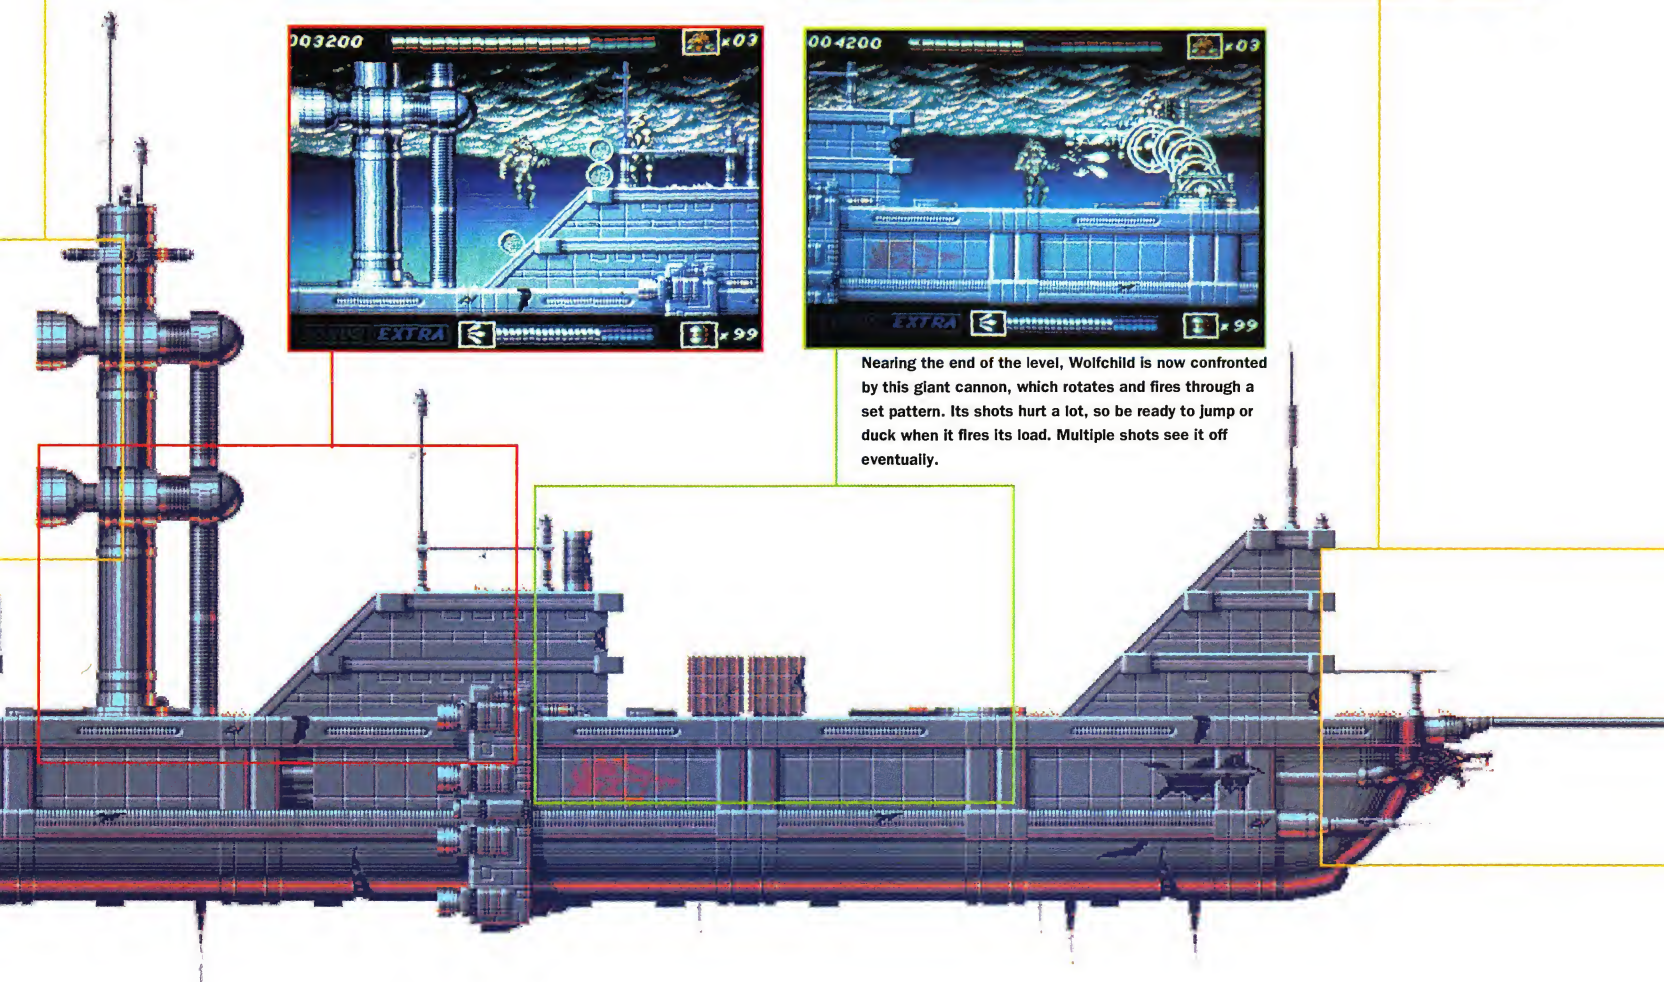 003200
x03
EXTRA
x99
004200
x03
EXTRA
x99
Nearing the end of the level, Wolfchild is now confronted
by this giant cannon, which rotates and fires through a
set pattern. Its shots hurt a lot, so be ready to jump or
duck when it fires its load. Multiple shots see it off
eventually.